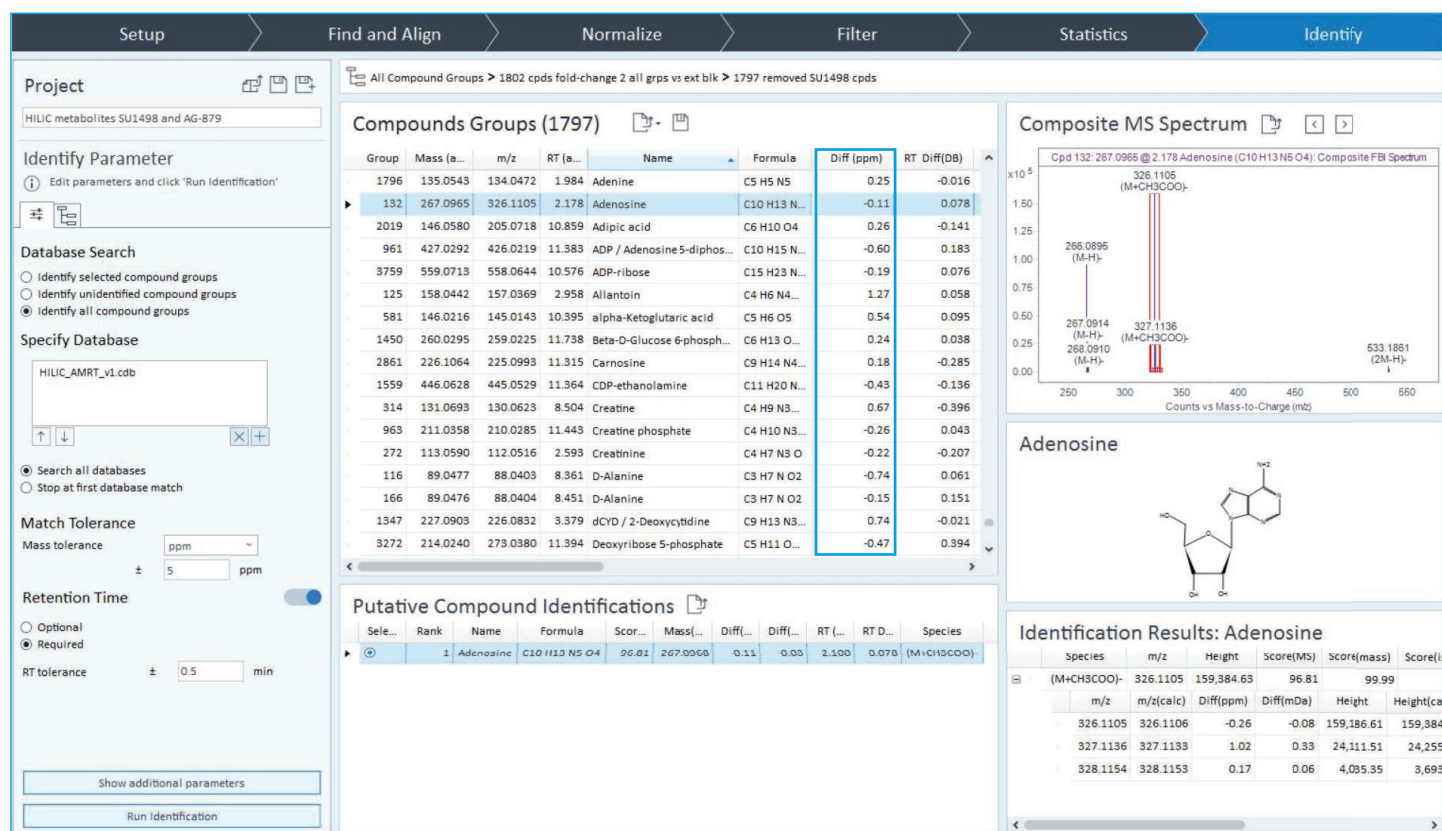 Setup Find and Align Normalize Filter Statistics Identify
Project
HILIC metabolites SU1498 and AG-879
Identify Parameter
Edit parameters and click 'Run Identification'
Database Search
Identify selected compound groups
Identify unidentified compound groups
Identify all compound groups
Specify Database
HILIC_AMRT_v1.cdb
Search all databases
Stop at first database match
Match Tolerance
Mass tolerance ppm
± 5 ppm
Retention Time
Optional
Required
RT tolerance ± 0.5 min
Show additional parameters
Run Identification
All Compound Groups > 1802 cpds fold-change 2 all grps vs ext blk > 1797 removed SU1498 cpds
Compounds Groups (1797)
Group Mass (a... m/z RT (a... Name Formula Diff (ppm) RT Diff(DB)
1796 135.0543 134.0472 1.984 Adenine C5 H5 N5 0.25 -0.016
132 267.0965 326.1105 2.178 Adenosine C10 H13 N... -0.11 0.078
2019 146.0580 205.0718 10.859 Adipic acid C6 H10 O4 0.26 -0.141
961 427.0292 426.0219 11.383 ADP / Adenosine 5-diphos... C10 H15 N... -0.60 0.183
3759 559.0713 558.0644 10.576 ADP-ribose C15 H23 N... -0.19 0.076
125 158.0442 157.0369 2.958 Allantoin C4 H6 N4... 1.27 0.058
581 146.0216 145.0143 10.395 alpha-Ketoglutaric acid C5 H6 O5 0.54 0.095
1450 260.0295 259.0225 11.738 Beta-D-Glucose 6-phosph... C6 H13 O... 0.24 0.038
2861 226.1064 225.0993 11.315 Carnosine C9 H14 N4... 0.18 -0.285
1559 446.0628 445.0529 11.364 CDP-ethanolamine C11 H20 N... -0.43 -0.136
314 131.0693 130.0623 8.504 Creatine C4 H9 N3... 0.67 -0.396
963 211.0358 210.0285 11.443 Creatine phosphate C4 H10 N3... -0.26 0.043
272 113.0590 112.0516 2.593 Creatinine C4 H7 N3 O -0.22 -0.207
116 89.0477 88.0403 8.361 D-Alanine C3 H7 N O2 -0.74 0.061
166 89.0476 88.0404 8.451 D-Alanine C3 H7 N O2 -0.15 0.151
1347 227.0903 226.0832 3.379 dCYD / 2-Deoxycytidine C9 H13 N3... 0.74 -0.021
3272 214.0240 273.0380 11.394 Deoxyribose 5-phosphate C5 H11 O... -0.47 0.394
Putative Compound Identifications
Sele... Rank Name Formula Scor... Mass(... Diff(... Diff(... RT (... RT D... Species
1 Adenosine C10 H13 N5 O4 96.81 267.0968 0.11 0.03 2.100 0.078 (M+CH3COO)-
Composite MS Spectrum
Cpd 132: 267.0965 @ 2.178 Adenosine (C10 H13 N5 O4): Composite FBI Spectrum
x10 5
326.1105
(M+CH3COO)-
1.50
1.25
266.0895
(M-H)-
1.00
0.75
0.50
267.0914
(M-H)-
327.1136
(M+CH3COO)-
0.25
268.0910
(M-H)-
533.1861
(2M-H)-
0.00
250 300 350 400 450 500 550
Counts vs Mass-to-Charge (m/z)
Adenosine
NH2
N
N
N
N
HO
O
OH OH
Identification Results: Adenosine
Species m/z Height Score(MS) Score(mass) Score(i
(M+CH3COO)- 326.1105 159,384.63 96.81 99.99
m/z m/z(calc) Diff(ppm) Diff(mDa) Height Height(ca
326.1105 326.1106 -0.26 -0.08 159,186.61 159,384
327.1136 327.1133 1.02 0.33 24,111.51 24,255
328.1154 328.1153 0.17 0.06 4,035.35 3,693